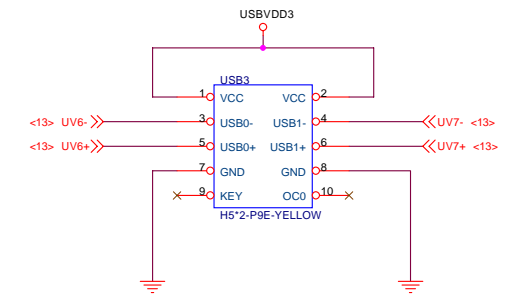 USBVDD3
USB3
1 VCC VCC 2
<13> UV6- 3 USB0- USB1- 4 UV7- <13>
<13> UV6+ 5 USB0+ USB1+ 6 UV7+ <13>
7 GND GND 8
9 KEY OC0 10
H5*2-P9E-YELLOW